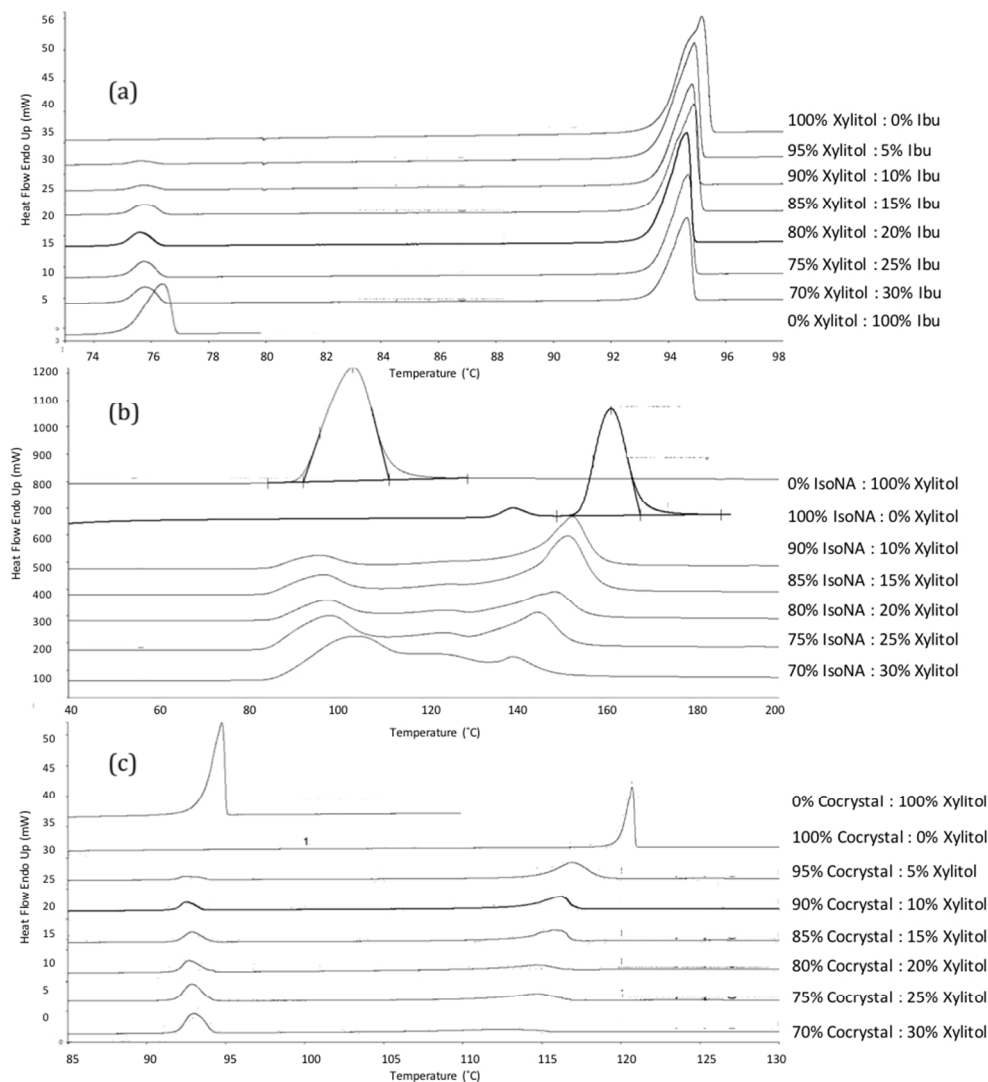 (a)
Heat Flow Endo Up (mW)
56
50
45
40
35
30
25
20
15
10
5
100% Xylitol : 0% Ibu
95% Xylitol : 5% Ibu
90% Xylitol : 10% Ibu
85% Xylitol : 15% Ibu
80% Xylitol : 20% Ibu
75% Xylitol : 25% Ibu
70% Xylitol : 30% Ibu
0% Xylitol : 100% Ibu
74 76 78 80 82 84 86 88 90 92 94 96 98
Temperature (˚C)
(b)
Heat Flow Endo Up (mW)
1200
1100
1000
900
800
700
600
500
400
300
200
100
0% IsoNA : 100% Xylitol
100% IsoNA : 0% Xylitol
90% IsoNA : 10% Xylitol
85% IsoNA : 15% Xylitol
80% IsoNA : 20% Xylitol
75% IsoNA : 25% Xylitol
70% IsoNA : 30% Xylitol
40 60 80 100 120 140 160 180 200
Temperature (˚C)
(c)
Heat Flow Endo Up (mW)
50
45
40
35
30
25
20
15
10
5
0
1
0% Cocrystal : 100% Xylitol
100% Cocrystal : 0% Xylitol
95% Cocrystal : 5% Xylitol
90% Cocrystal : 10% Xylitol
85% Cocrystal : 15% Xylitol
80% Cocrystal : 20% Xylitol
75% Cocrystal : 25% Xylitol
70% Cocrystal : 30% Xylitol
85 90 95 100 105 110 115 120 125 130
Temperature (˚C)